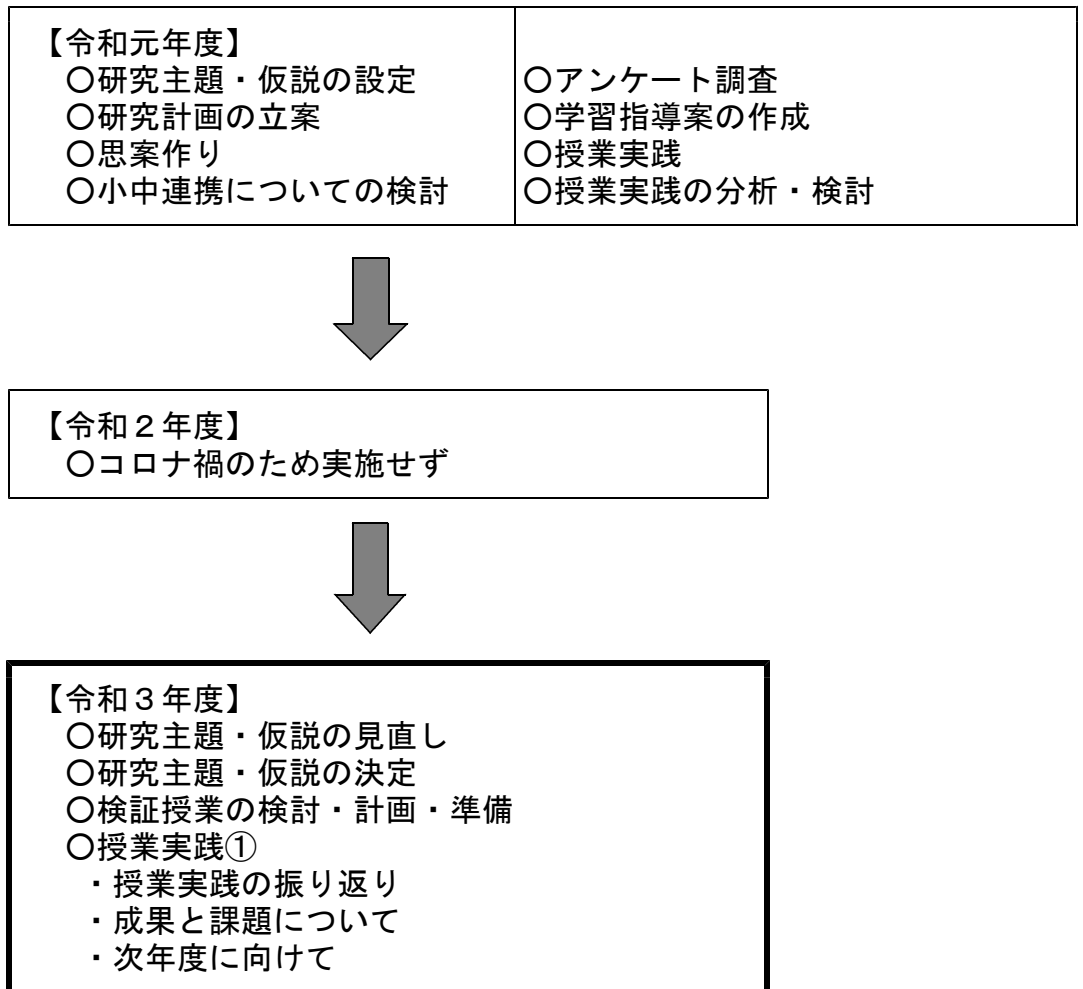 【令和元年度】
〇研究主題・仮説の設定
〇研究計画の立案
〇思案作り
〇小中連携についての検討
〇アンケート調査
〇学習指導案の作成
〇授業実践
〇授業実践の分析・検討
【令和２年度】
〇コロナ禍のため実施せず
【令和３年度】
〇研究主題・仮説の見直し
〇研究主題・仮説の決定
〇検証授業の検討・計画・準備
〇授業実践①
・授業実践の振り返り
・成果と課題について
・次年度に向けて